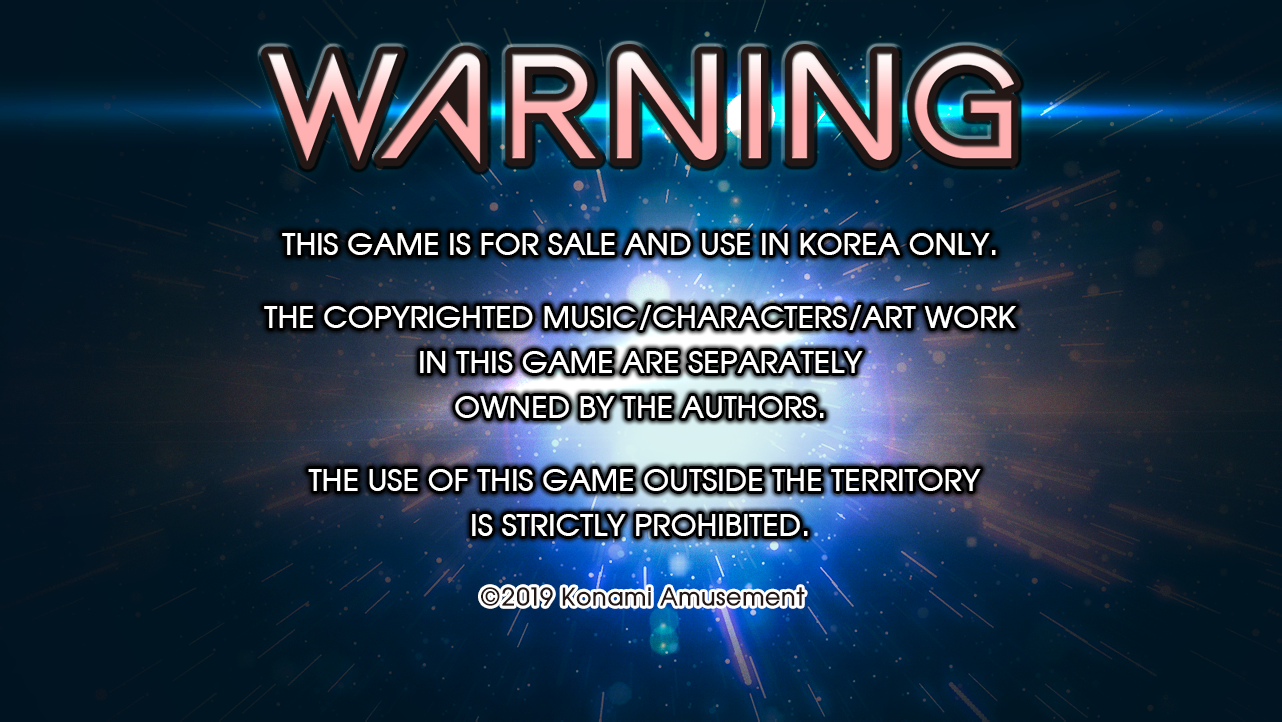 WARNING
THIS GAME IS FOR SALE AND USE IN KOREA ONLY.
THE COPYRIGHTED MUSIC/CHARACTERS/ART WORK
IN THIS GAME ARE SEPARATELY
OWNED BY THE AUTHORS.
THE USE OF THIS GAME OUTSIDE THE TERRITORY
IS STRICTLY PROHIBITED.
©2019 Konami Amusement